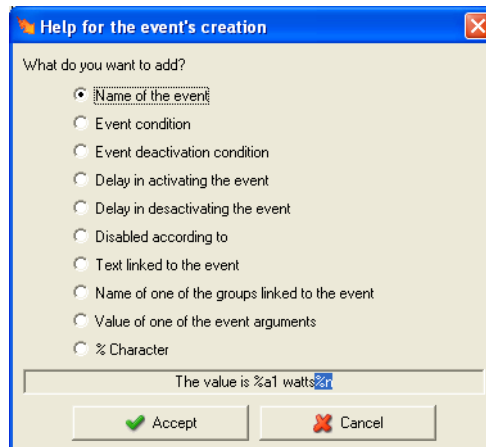 Help for the event's creation
What do you want to add?
Name of the event
Event condition
Event deactivation condition
Delay in activating the event
Delay in desactivating the event
Disabled according to
Text linked to the event
Name of one of the groups linked to the event
Value of one of the event arguments
% Character
The value is %a1 watts%n
Accept
Cancel